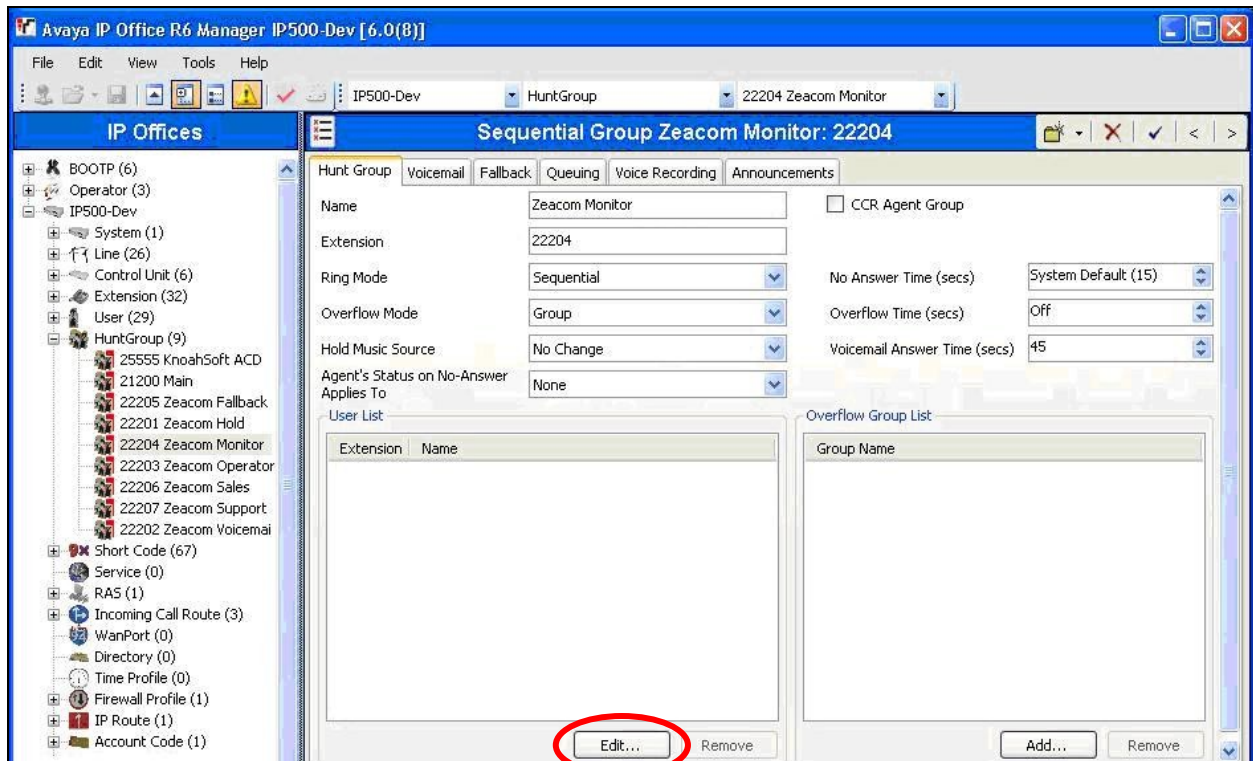 Avaya IP Office R6 Manager IP500-Dev [6.0(8)]
File Edit View Tools Help
IP500-Dev HuntGroup 22204 Zeacom Monitor
IP Offices
BOOTP (6)
Operator (3)
IP500-Dev
System (1)
Line (26)
Control Unit (6)
Extension (32)
User (29)
HuntGroup (9)
25555 KnoahSoft ACD
21200 Main
22205 Zeacom Fallback
22201 Zeacom Hold
22204 Zeacom Monitor
22203 Zeacom Operator
22206 Zeacom Sales
22207 Zeacom Support
22202 Zeacom Voicemai
Short Code (67)
Service (0)
RAS (1)
Incoming Call Route (3)
WanPort (0)
Directory (0)
Time Profile (0)
Firewall Profile (1)
IP Route (1)
Account Code (1)
Sequential Group Zeacom Monitor: 22204
Hunt Group Voicemail Fallback Queuing Voice Recording Announcements
Name Zeacom Monitor CCR Agent Group
Extension 22204
Ring Mode Sequential No Answer Time (secs) System Default (15)
Overflow Mode Group Overflow Time (secs) Off
Hold Music Source No Change Voicemail Answer Time (secs) 45
Agent's Status on No-Answer
Applies To None
User List Overflow Group List
Extension Name Group Name
Edit... Remove Add... Remove